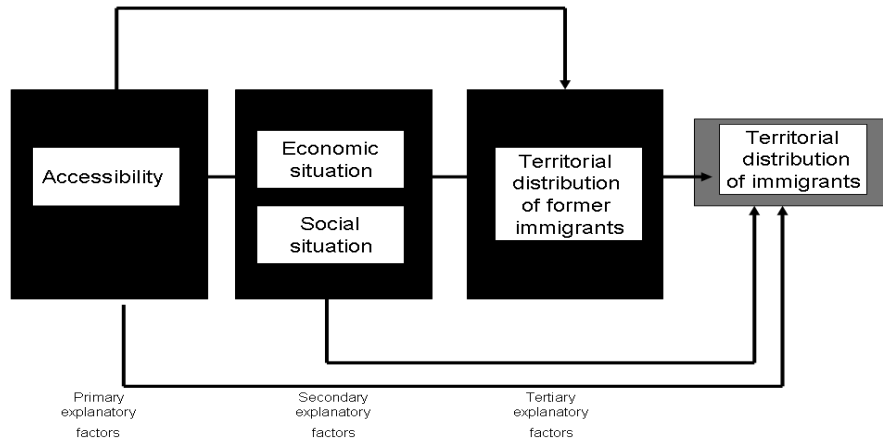 Accessibility
Economic
situation
Social
situation
Territorial
distribution
of former
immigrants
Territorial
distribution
of immigrants
Primary
explanatory
factors
Secondary
explanatory
factors
Tertiary
explanatory
factors